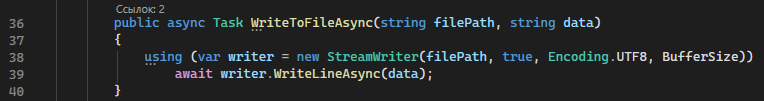 Ссылок: 2
36 public async Task WriteToFileAsync(string filePath, string data)
37 {
38 using (var writer = new StreamWriter(filePath, true, Encoding.UTF8, BufferSize))
39 await writer.WriteLineAsync(data);
40 }